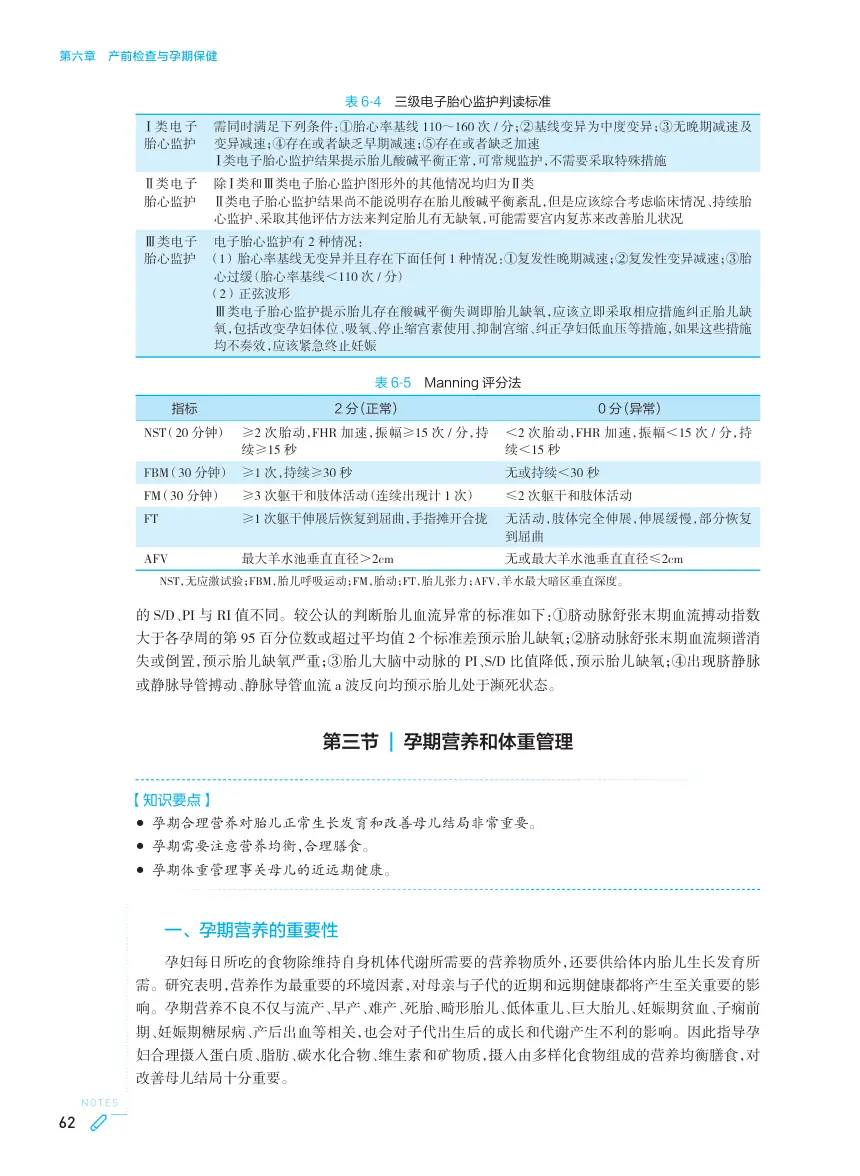 第六章 产前检查与孕期保健
表 6-4 三级电子胎心监护判读标准
Ⅰ类电子 需同时满足下列条件：①胎心率基线 110～160 次 / 分；②基线变异为中度变异；③无晚期减速及
胎心监护 变异减速；④存在或者缺乏早期减速；⑤存在或者缺乏加速
Ⅰ类电子胎心监护结果提示胎儿酸碱平衡正常，可常规监护，不需要采取特殊措施
Ⅱ类电子 除Ⅰ类和Ⅲ类电子胎心监护图形外的其他情况均归为Ⅱ类
胎心监护 Ⅱ类电子胎心监护结果尚不能说明存在胎儿酸碱平衡紊乱，但是应该综合考虑临床情况、持续胎
心监护、采取其他评估方法来判定胎儿有无缺氧，可能需要宫内复苏来改善胎儿状况
Ⅲ类电子 电子胎心监护有 2 种情况：
胎心监护 （1）胎心率基线无变异并且存在下面任何 1 种情况：①复发性晚期减速；②复发性变异减速；③胎
心过缓（胎心率基线＜110 次 / 分）
（2）正弦波形
Ⅲ类电子胎心监护提示胎儿存在酸碱平衡失调即胎儿缺氧，应该立即采取相应措施纠正胎儿缺
氧，包括改变孕妇体位、吸氧、停止缩宫素使用、抑制宫缩、纠正孕妇低血压等措施，如果这些措施
均不奏效，应该紧急终止妊娠
表 6-5 Manning 评分法
指标 2 分（正常） 0 分（异常）
NST（20 分钟） ≥2 次胎动，FHR 加速，振幅≥15 次 / 分，持 ＜2 次胎动，FHR 加速，振幅＜15 次 / 分，持
续≥15 秒 续＜15 秒
FBM（30 分钟） ≥1 次，持续≥30 秒 无或持续＜30 秒
FM（30 分钟） ≥3 次躯干和肢体活动（连续出现计 1 次） ≤2 次躯干和肢体活动
FT ≥1 次躯干伸展后恢复到屈曲，手指摊开合拢 无活动，肢体完全伸展，伸展缓慢，部分恢复
到屈曲
AFV 最大羊水池垂直直径＞2cm 无或最大羊水池垂直直径≤2cm
NST，无应激试验；FBM，胎儿呼吸运动；FM，胎动；FT，胎儿张力；AFV，羊水最大暗区垂直深度。
的 S/D、PI 与 RI 值不同。较公认的判断胎儿血流异常的标准如下：①脐动脉舒张末期血流搏动指数
大于各孕周的第 95 百分位数或超过平均值 2 个标准差预示胎儿缺氧；②脐动脉舒张末期血流频谱消
失或倒置，预示胎儿缺氧严重；③胎儿大脑中动脉的 PI、S/D 比值降低，预示胎儿缺氧；④出现脐静脉
或静脉导管搏动、静脉导管血流 a 波反向均预示胎儿处于濒死状态。
第三节 | 孕期营养和体重管理
【知识要点】
● 孕期合理营养对胎儿正常生长发育和改善母儿结局非常重要。
● 孕期需要注意营养均衡，合理膳食。
● 孕期体重管理事关母儿的近远期健康。
一、孕期营养的重要性
孕妇每日所吃的食物除维持自身机体代谢所需要的营养物质外，还要供给体内胎儿生长发育所
需。研究表明，营养作为最重要的环境因素，对母亲与子代的近期和远期健康都将产生至关重要的影
响。孕期营养不良不仅与流产、早产、难产、死胎、畸形胎儿、低体重儿、巨大胎儿、妊娠期贫血、子痫前
期、妊娠期糖尿病、产后出血等相关，也会对子代出生后的成长和代谢产生不利的影响。因此指导孕
妇合理摄入蛋白质、脂肪、碳水化合物、维生素和矿物质，摄入由多样化食物组成的营养均衡膳食，对
改善母儿结局十分重要。
NOTES
62